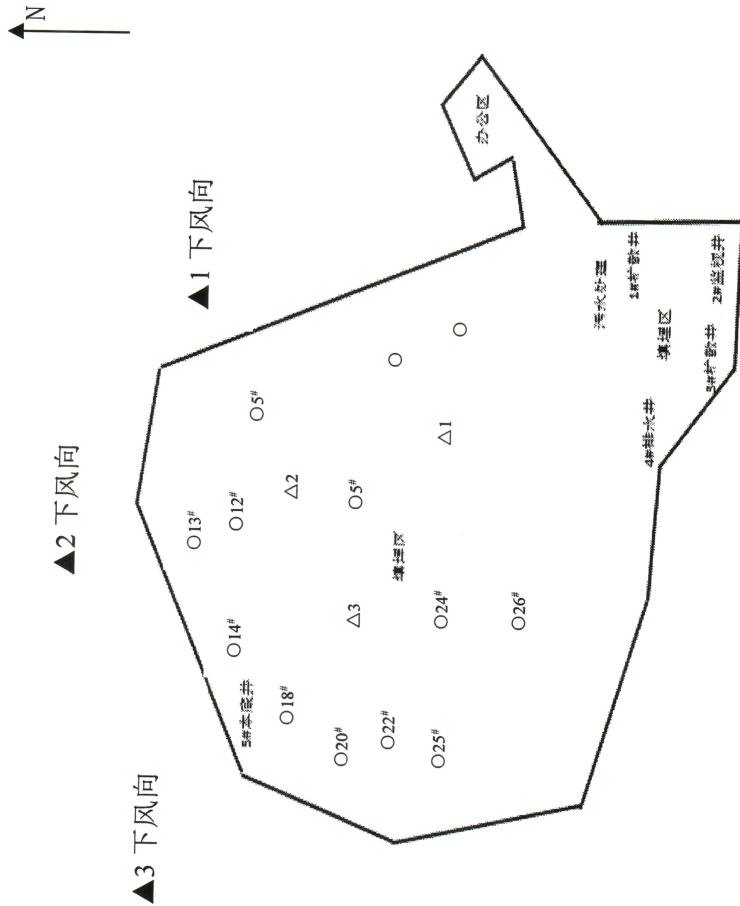 N
▲2 下风向
▲3 下风向
▲1 下风向
○13#
○14#
○12#
5#本底井
○5#
○18#
△2
○20#
△3
○5#
○22#
填埋区
○25#
○24#
△1
办公区
○26#
污水处理
1#扩散井
4#排水井
填埋区
3#扩散井
2#监视井